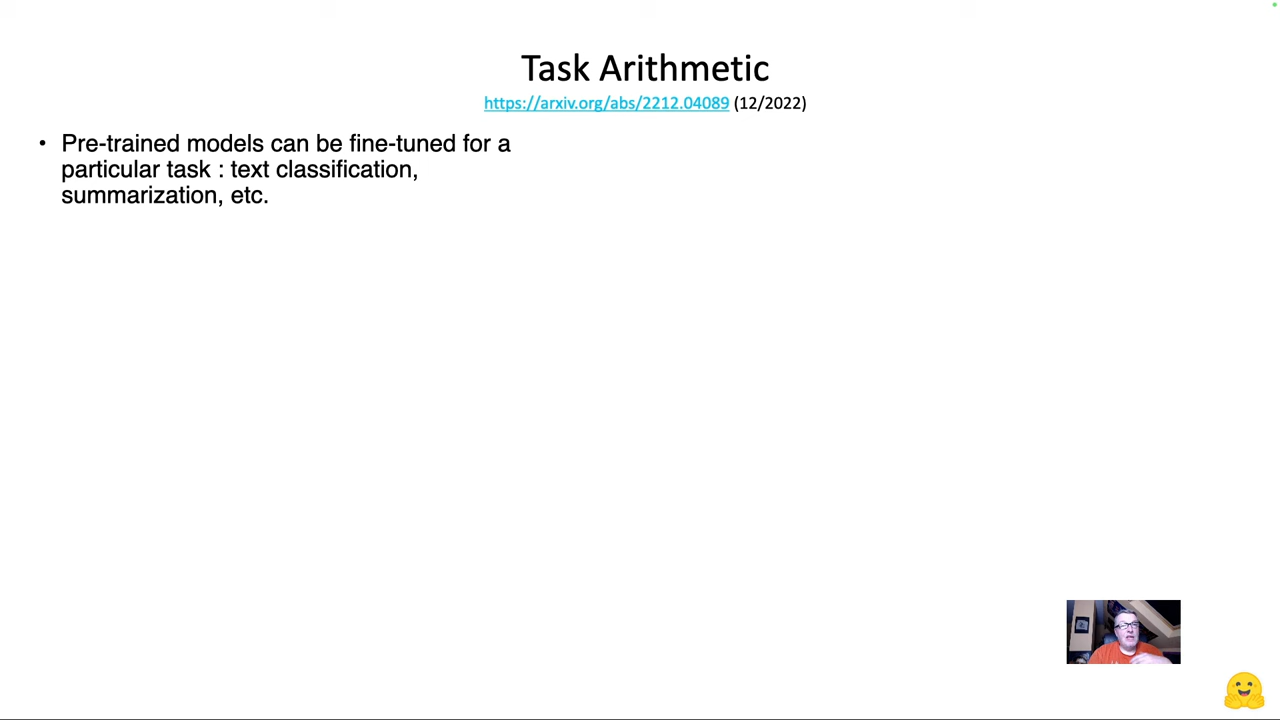 Task Arithmetic
https://arxiv.org/abs/2212.04089 (12/2022)
• Pre-trained models can be fine-tuned for a
particular task : text classification,
summarization, etc.